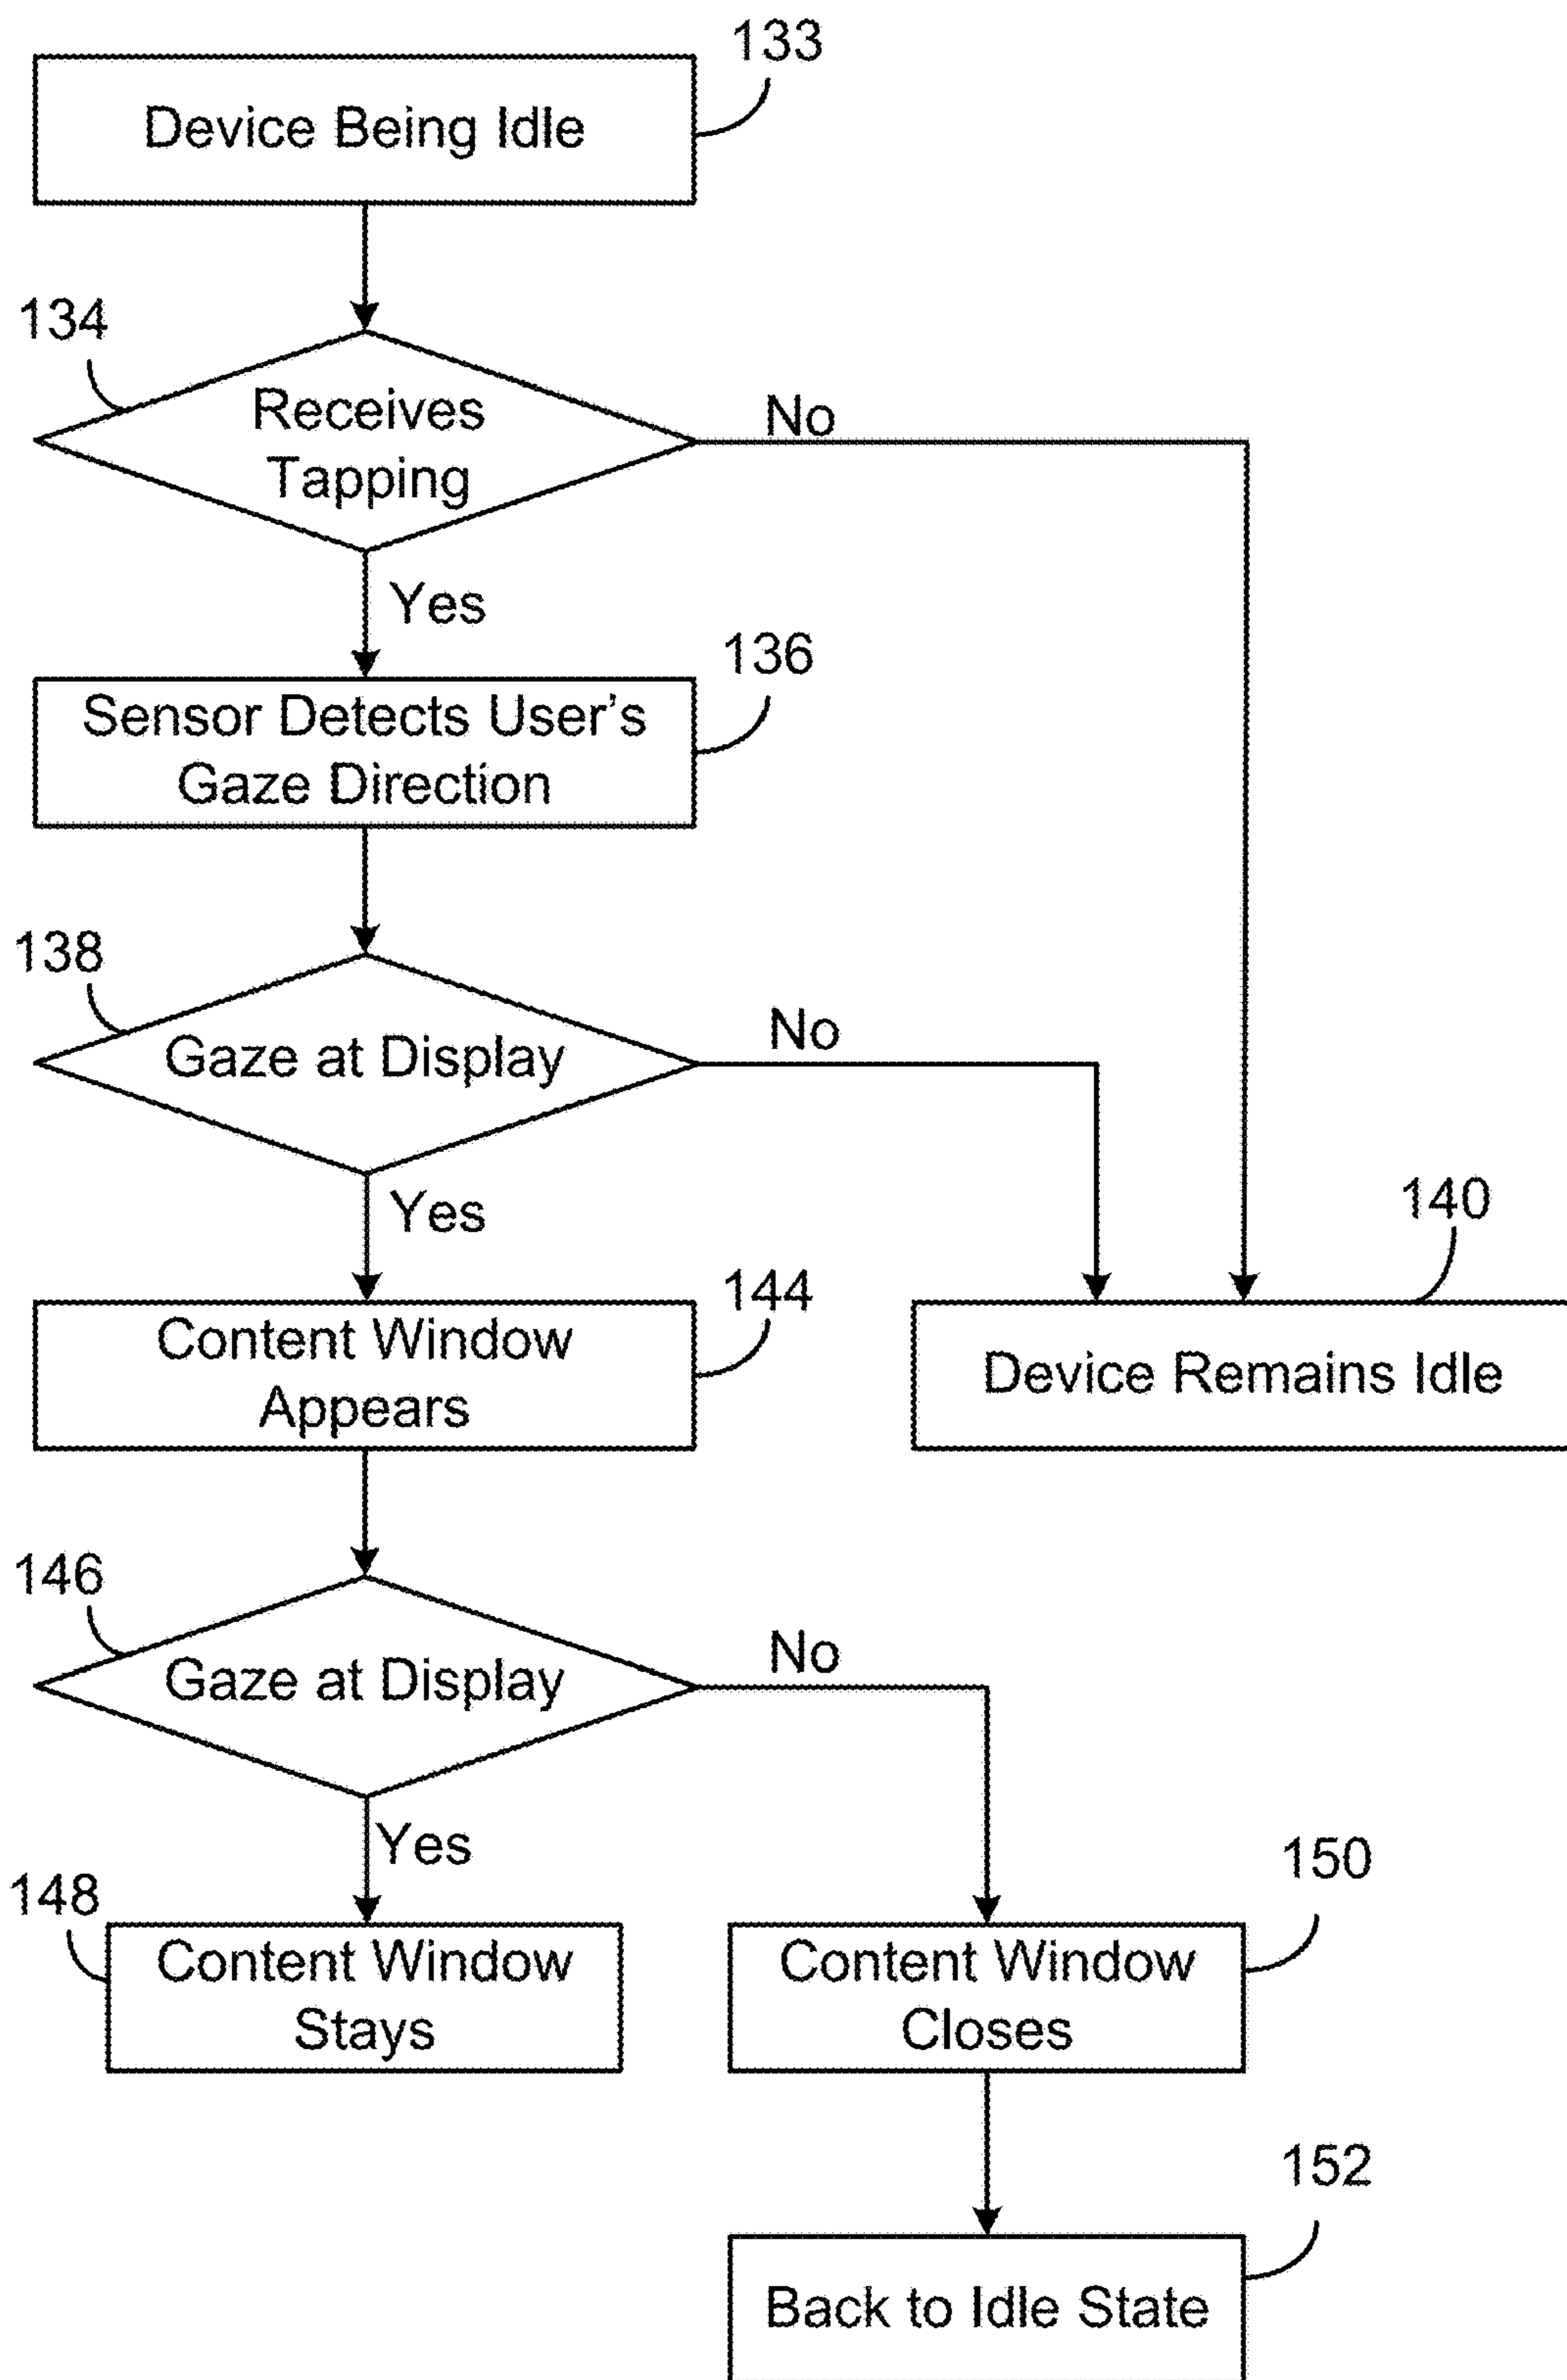 133
Device Being Idle
134
Receives
Tapping
No
Yes
136
Sensor Detects User's
Gaze Direction
138
Gaze at Display
No
Yes
140
144
Content Window
Appears
Device Remains Idle
146
Gaze at Display
No
Yes
148
150
Content Window
Stays
Content Window
Closes
152
Back to Idle State